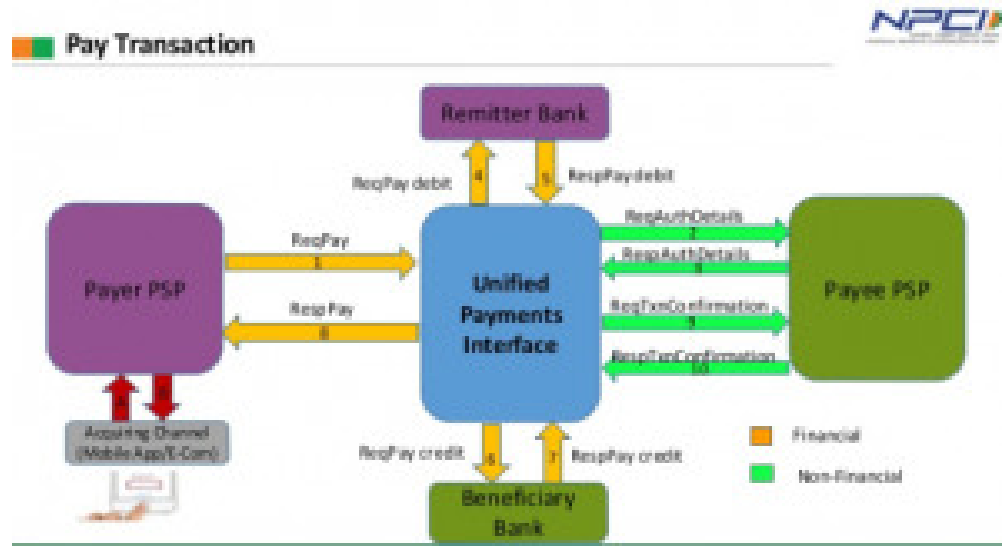 NPCI
Pay Transaction
Remitter Bank
4
5
ReqPay debit
RespPay debit
ReqAuthDetails
2
ReqPay
1
RespAuthDetails
3
Payer PSP
Unified
Payments
Interface
Payee PSP
RespPay
8
ReqTxnConfirmation
9
RespTxnConfirmation
10
A
B
Acquiring Channel
(Mobile App/E-Com)
ReqPay credit
6
7
RespPay credit
Financial
Non-Financial
Beneficiary
Bank